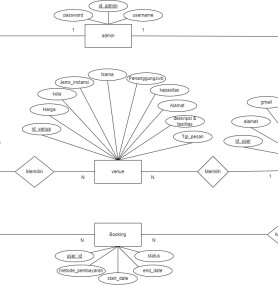 id_admin
password
username
1
1
admin
Nama
Jenis_instansi
PenanggungJwb
kota
kapasitas
gmail
Harga
Alamat
alamat
id_venue
deskripsi &
fasilitas
Tgl_pesan
id_user
Memiliki
N
venue
N
Memiliki
1
Booking
N
N
user_id
status
metode_pembayaran
end_date
start_date